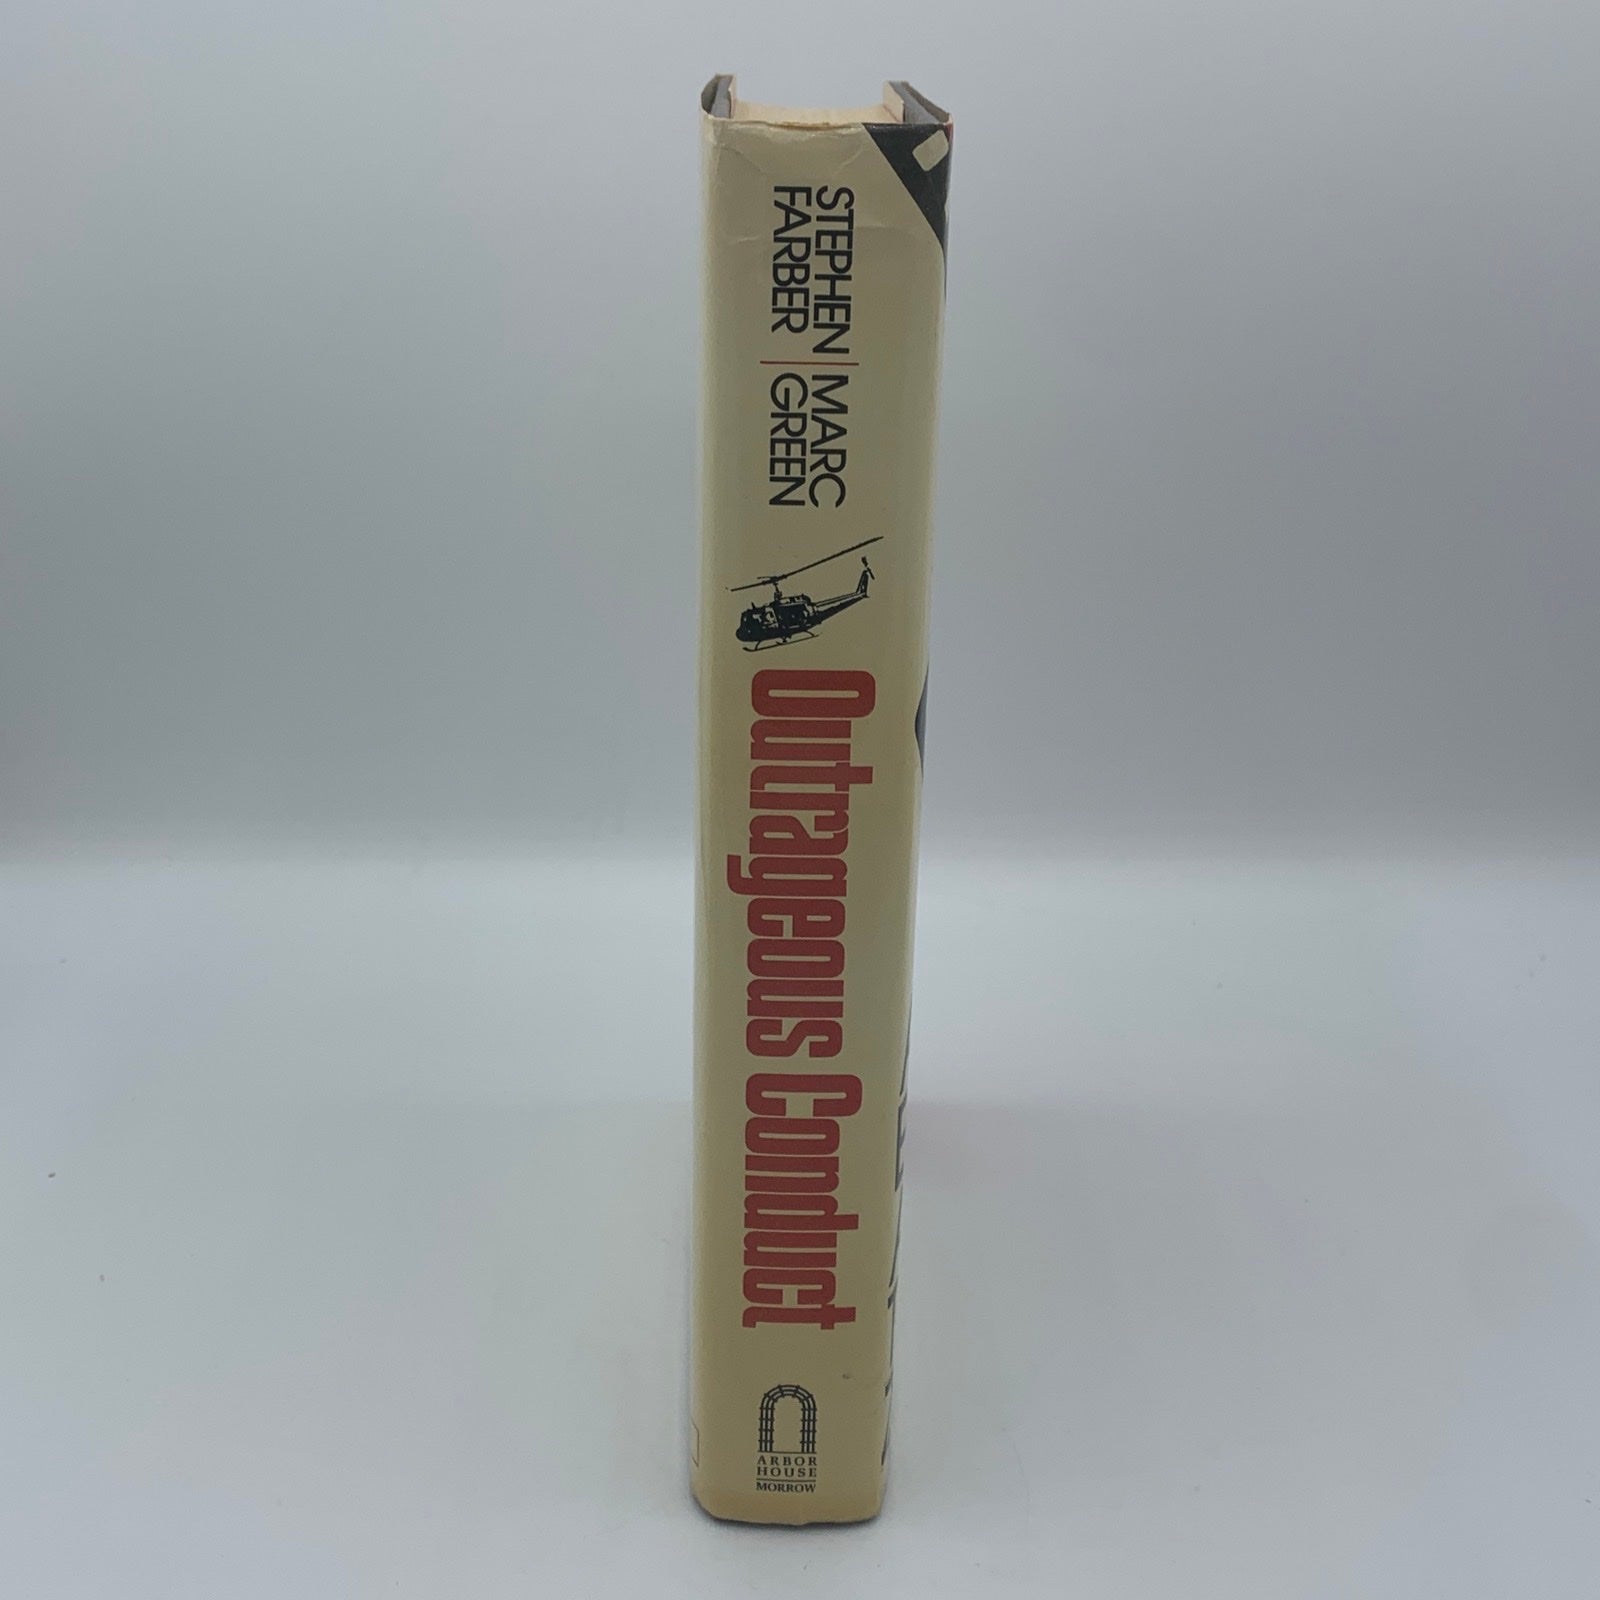 STEPHEN
FARBER
MARC
GREEN
Outrageous Conduct
ARBOR
HOUSE
MORROW